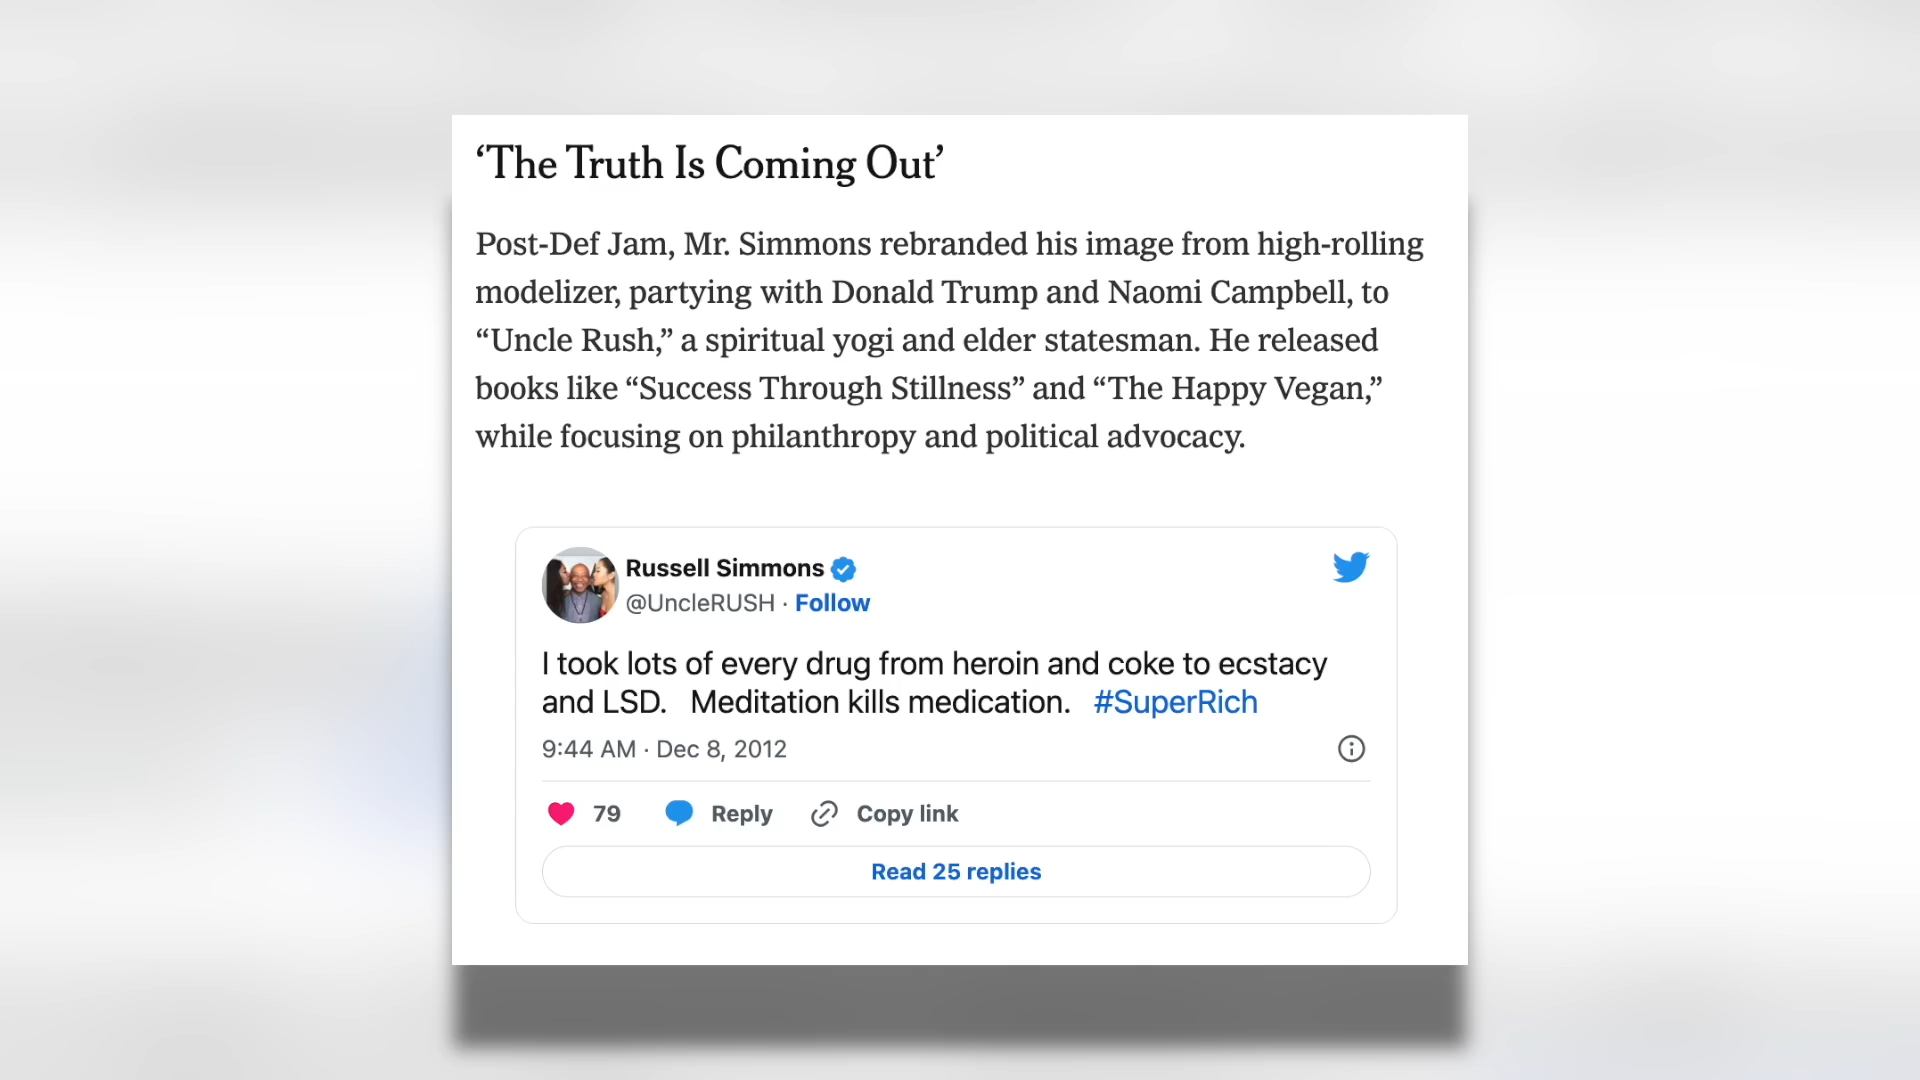 ‘The Truth Is Coming Out’
Post-Def Jam, Mr. Simmons rebranded his image from high-rolling
modelizer, partying with Donald Trump and Naomi Campbell, to
“Uncle Rush,” a spiritual yogi and elder statesman. He released
books like “Success Through Stillness” and “The Happy Vegan,”
while focusing on philanthropy and political advocacy.
Russell Simmons
@UncleRUSH · Follow
I took lots of every drug from heroin and coke to ecstacy
and LSD.   Meditation kills medication.   #SuperRich
9:44 AM · Dec 8, 2012
79 Reply Copy link
Read 25 replies